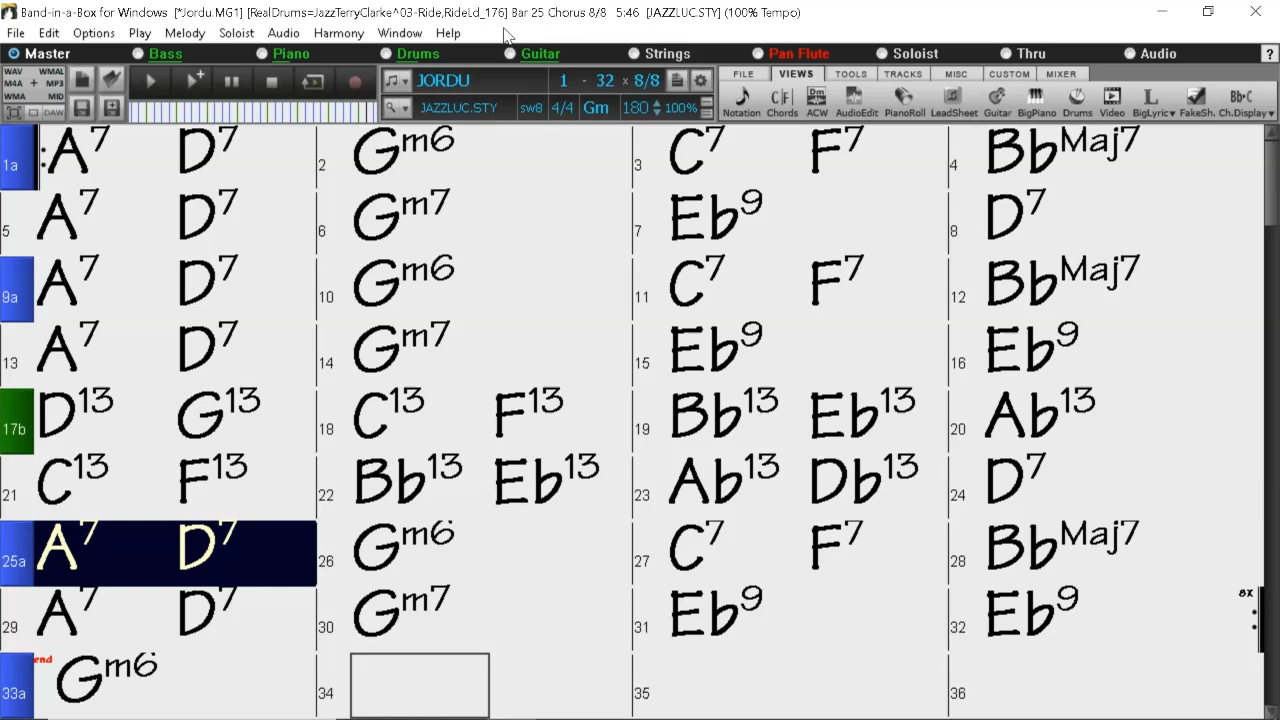 Band-in-a-Box for Windows [*Jordu.MG1] [RealDrums=JazzTerryClarke^03-Ride,RideLd_176] Bar 25 Chorus 8/8 5:46 [JAZZLUC.STY] (100% Tempo)
File Edit Options Play Melody Soloist Audio Harmony Window Help
Master Bass Piano Drums Guitar Strings Pan Flute Soloist Thru Audio ?
WAV WMAL
M4A + MP3
WMA MID
DAW
JORDU 1 - 32 x 8/8
JAZZLUC.STY sw8 4/4 Gm 180 100%
FILE VIEWS TOOLS TRACKS MISC CUSTOM MIXER
Notation Chords ACW AudioEdit PianoRoll LeadSheet Guitar BigPiano Drums Video BigLyric FakeSh. Ch.Display
1a A7 D7 2 Gm6 3 C7 F7 4 BbMaj7
5 A7 D7 6 Gm7 7 Eb9 8 D7
9a A7 D7 10 Gm6 11 C7 F7 12 BbMaj7
13 A7 D7 14 Gm7 15 Eb9 16 Eb9
17b D13 G13 18 C13 F13 19 Bb13 Eb13 20 Ab13
21 C13 F13 22 Bb13 Eb13 23 Ab13 Db13 24 D7
25a A7 D7 26 Gm6 27 C7 F7 28 BbMaj7
29 A7 D7 30 Gm7 31 Eb9 32 Eb9 8X
33a end Gm6 34 35 36